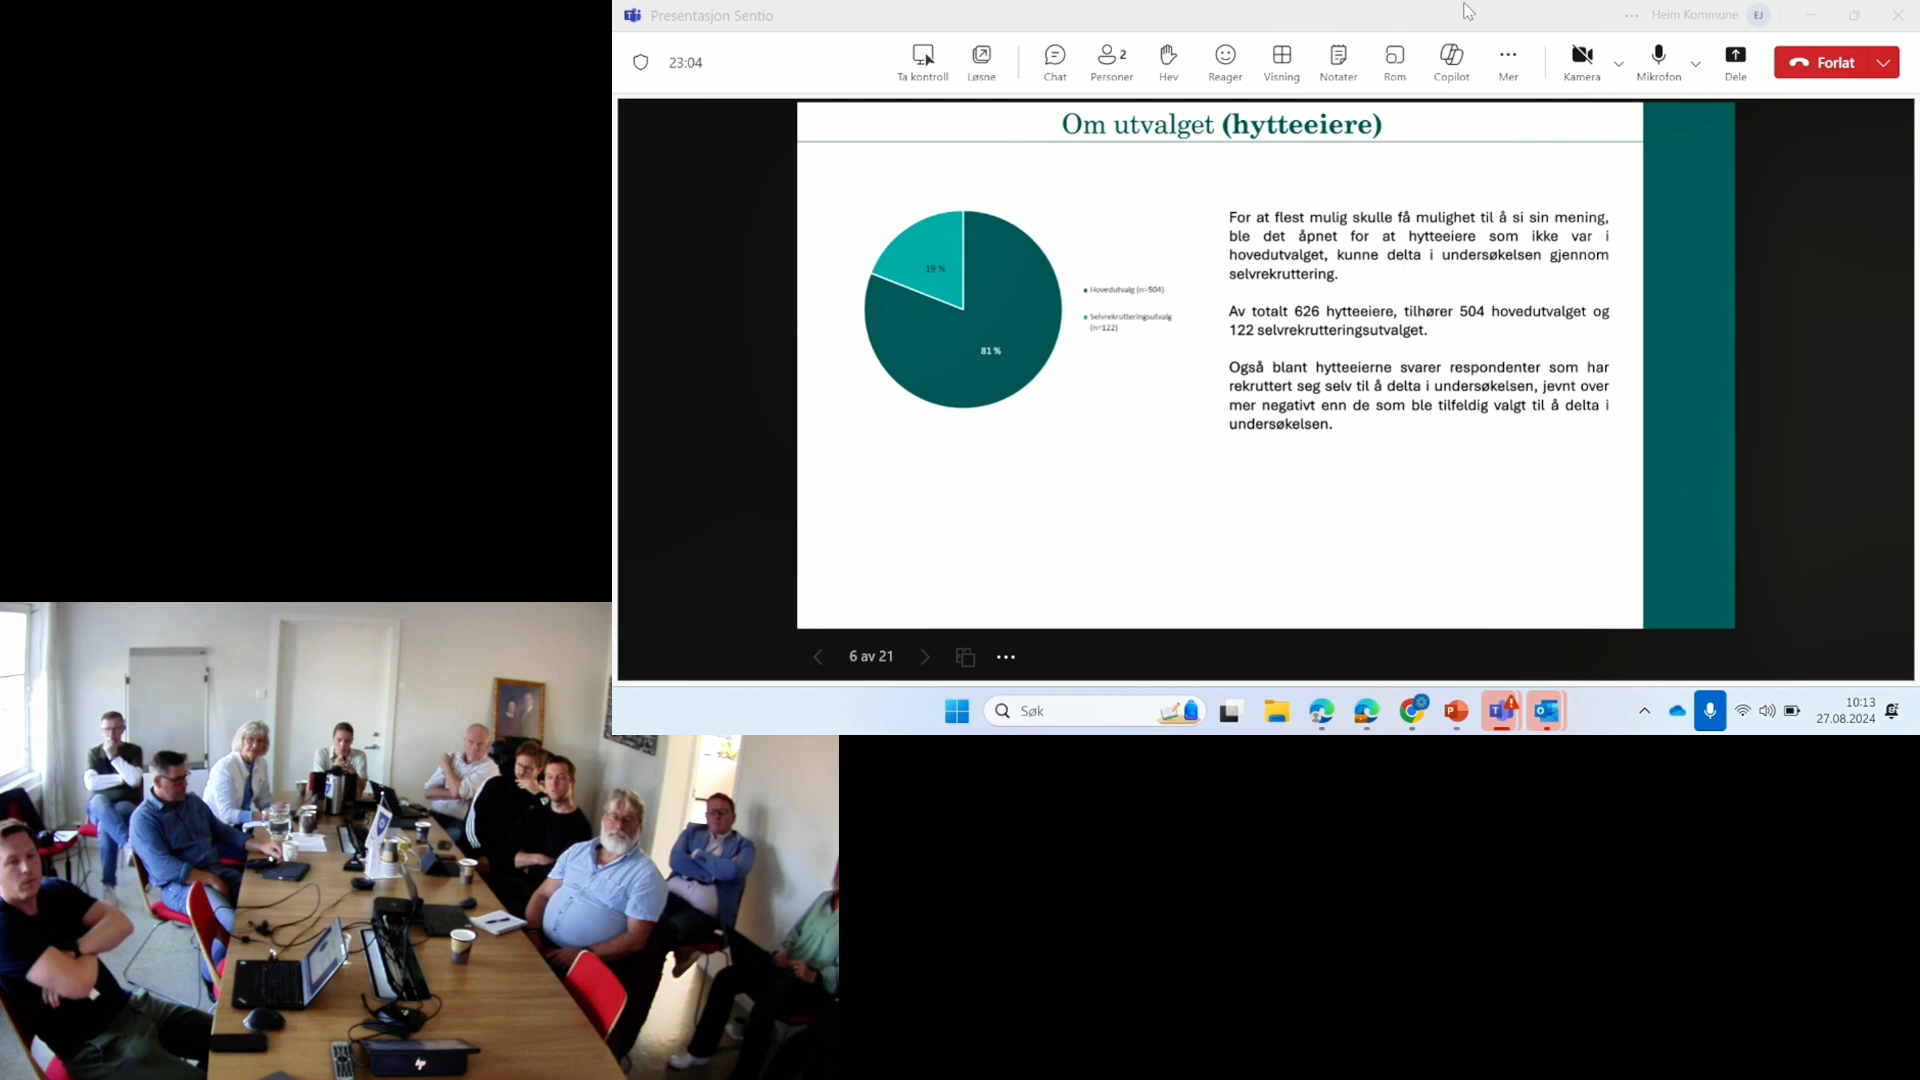 Presentasjon Sentio
Heim Kommune
EJ
23:04
Ta kontroll
Løsne
Chat
2
Personer
Hev
Reager
Visning
Notater
Rom
Copilot
Mer
Kamera
Mikrofon
Dele
Forlat
Om utvalget (hytteeiere)
19 %
81 %
Hovedutvalg (n=504)
Selvrekrutteringsutvalg
(n=122)
For at flest mulig skulle få mulighet til å si sin mening,
ble det åpnet for at hytteeiere som ikke var i
hovedutvalget, kunne delta i undersøkelsen gjennom
selvrekruttering.
Av totalt 626 hytteeiere, tilhører 504 hovedutvalget og
122 selvrekrutteringsutvalget.
Også blant hytteeierne svarer respondenter som har
rekruttert seg selv til å delta i undersøkelsen, jevnt over
mer negativt enn de som ble tilfeldig valgt til å delta i
undersøkelsen.
6 av 21
Søk
10:13
27.08.2024